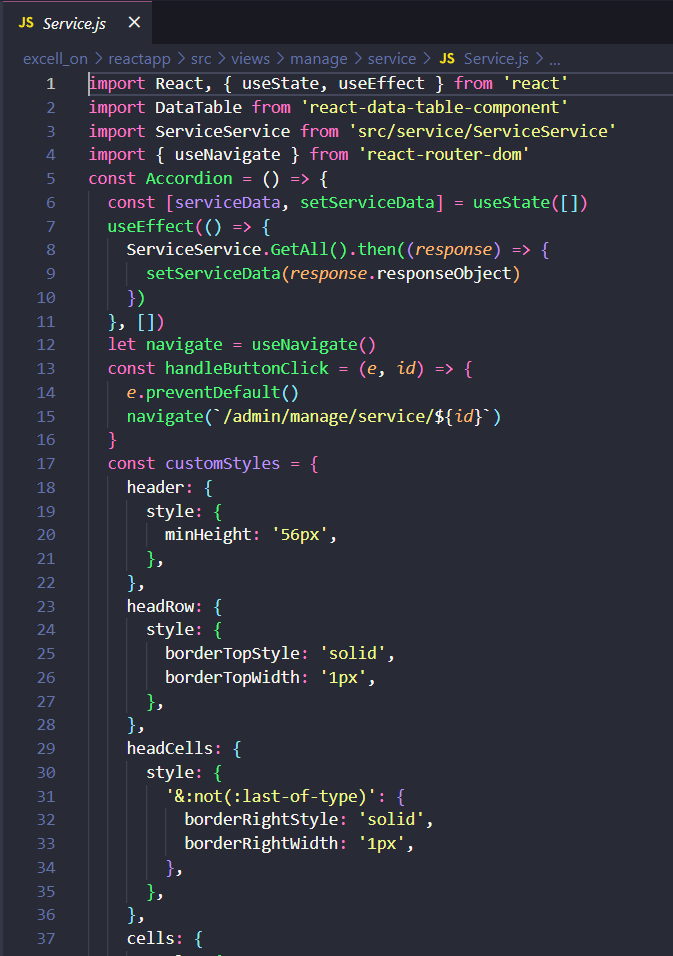 JS Service.js ×
excell_on > reactapp > src > views > manage > service > JS Service.js > ...
1 import React, { useState, useEffect } from 'react'
2 import DataTable from 'react-data-table-component'
3 import ServiceService from 'src/service/ServiceService'
4 import { useNavigate } from 'react-router-dom'
5 const Accordion = () => {
6   const [serviceData, setServiceData] = useState([])
7   useEffect(() => {
8     ServiceService.GetAll().then((response) => {
9       setServiceData(response.responseObject)
10     })
11   }, [])
12   let navigate = useNavigate()
13   const handleButtonClick = (e, id) => {
14     e.preventDefault()
15     navigate(`/admin/manage/service/${id}`)
16   }
17   const customStyles = {
18     header: {
19       style: {
20         minHeight: '56px',
21       },
22     },
23     headRow: {
24       style: {
25         borderTopStyle: 'solid',
26         borderTopWidth: '1px',
27       },
28     },
29     headCells: {
30       style: {
31         '&:not(:last-of-type)': {
32           borderRightStyle: 'solid',
33           borderRightWidth: '1px',
34         },
35       },
36     },
37     cells: {